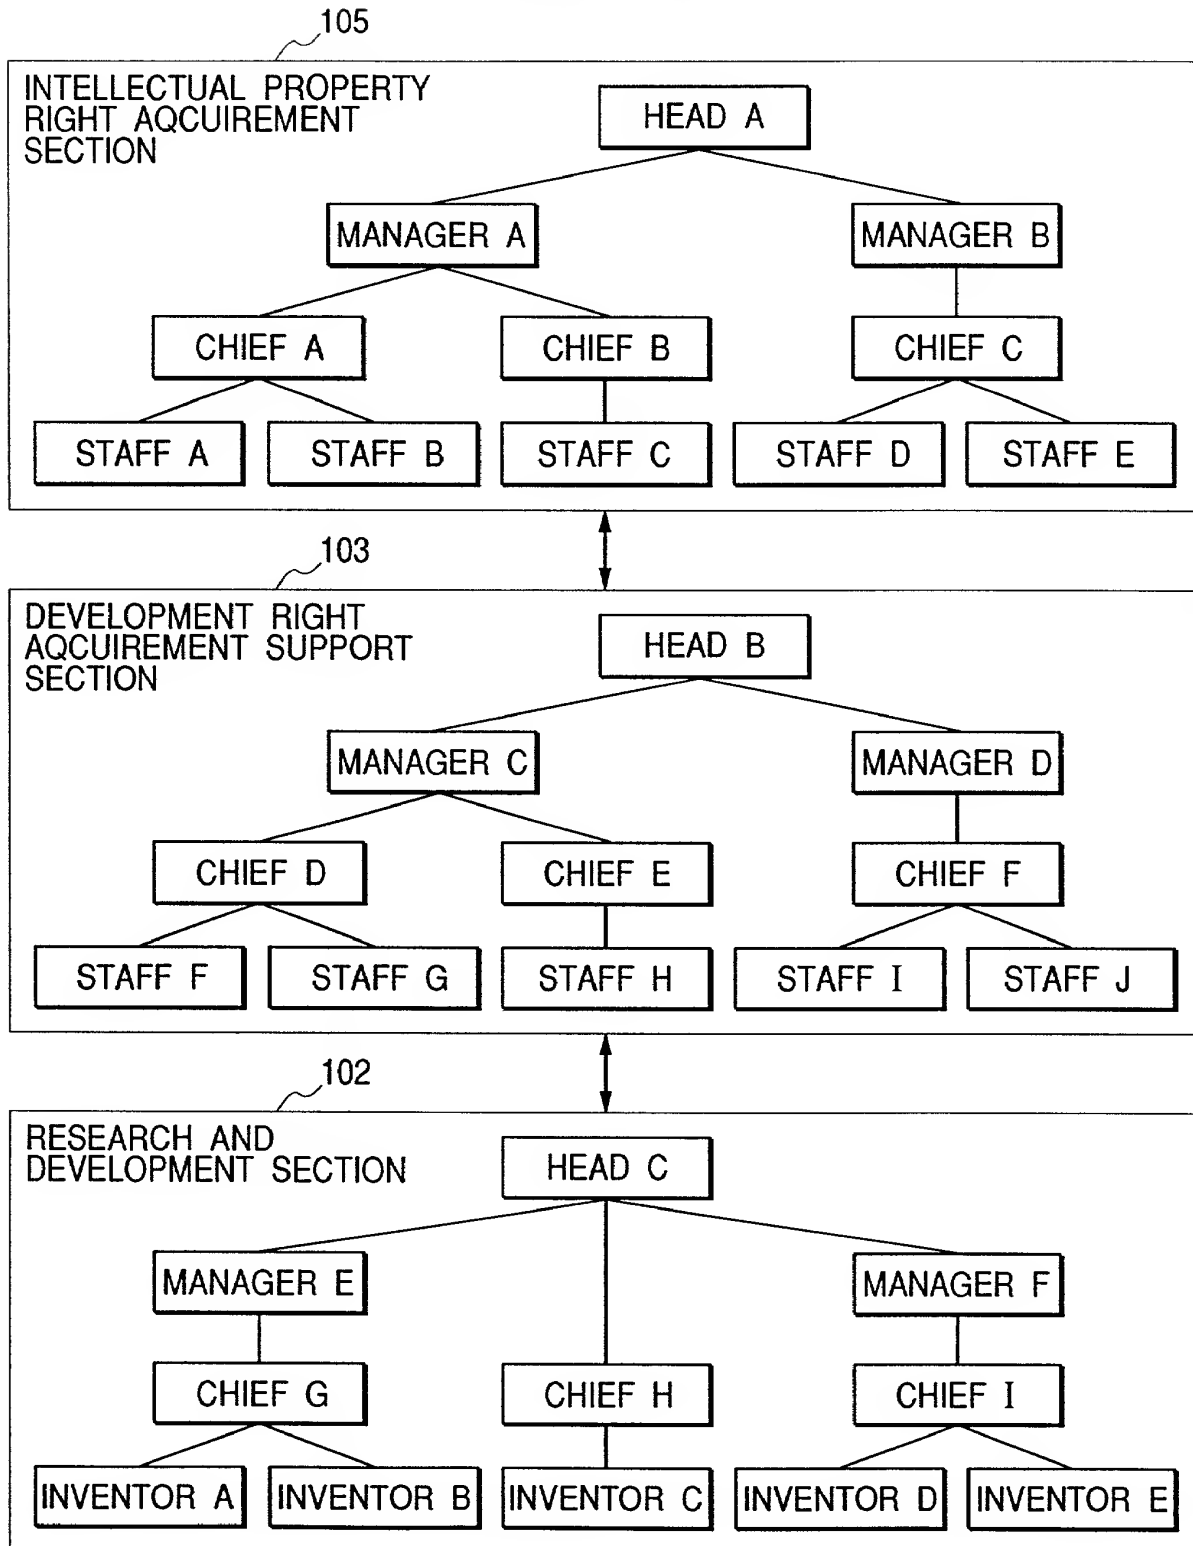 105
INTELLECTUAL PROPERTY
RIGHT AQCUIREMENT
SECTION
HEAD A
MANAGER A
MANAGER B
CHIEF A
CHIEF B
CHIEF C
STAFF A
STAFF B
STAFF C
STAFF D
STAFF E
103
DEVELOPMENT RIGHT
AQCUIREMENT SUPPORT
SECTION
HEAD B
MANAGER C
MANAGER D
CHIEF D
CHIEF E
CHIEF F
STAFF F
STAFF G
STAFF H
STAFF I
STAFF J
102
RESEARCH AND
DEVELOPMENT SECTION
HEAD C
MANAGER E
MANAGER F
CHIEF G
CHIEF H
CHIEF I
INVENTOR A
INVENTOR B
INVENTOR C
INVENTOR D
INVENTOR E